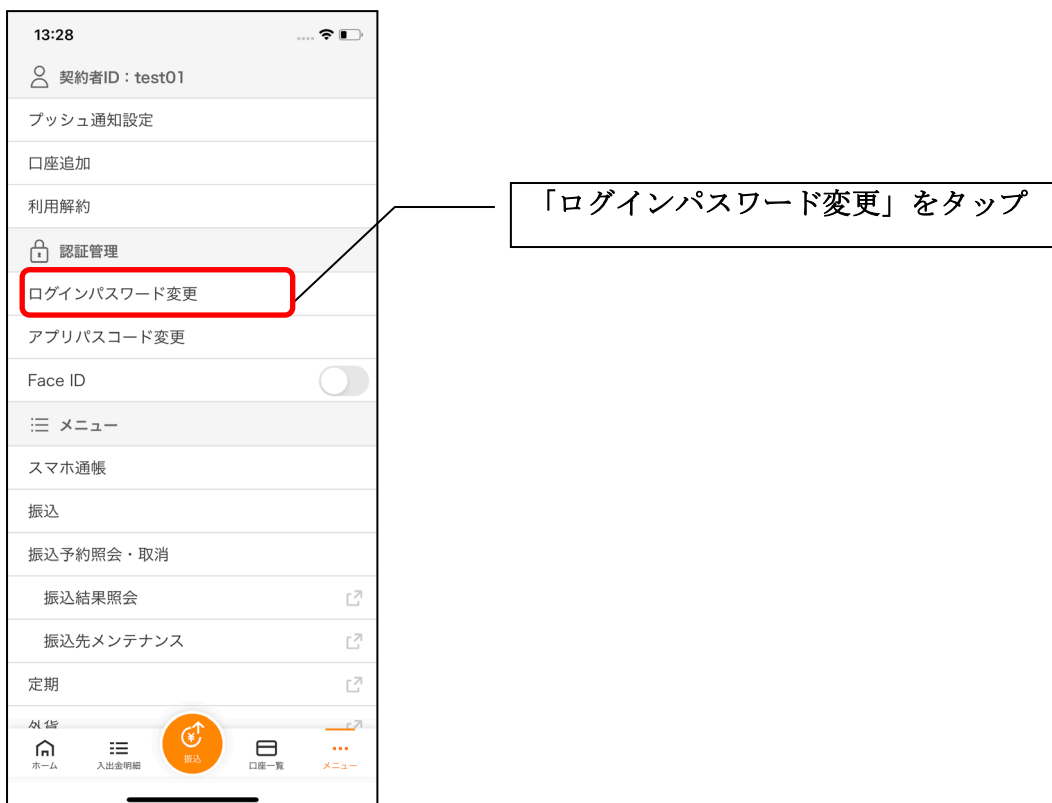 13:28
契約者ID：test01
プッシュ通知設定
口座追加
利用解約
「ログインパスワード変更」をタップ
認証管理
ログインパスワード変更
アプリパスコード変更
Face ID
メニュー
スマホ通帳
振込
振込予約照会・取消
振込結果照会
振込先メンテナンス
定期
外貨
振込
ホーム
入出金明細
口座一覧
メニュー